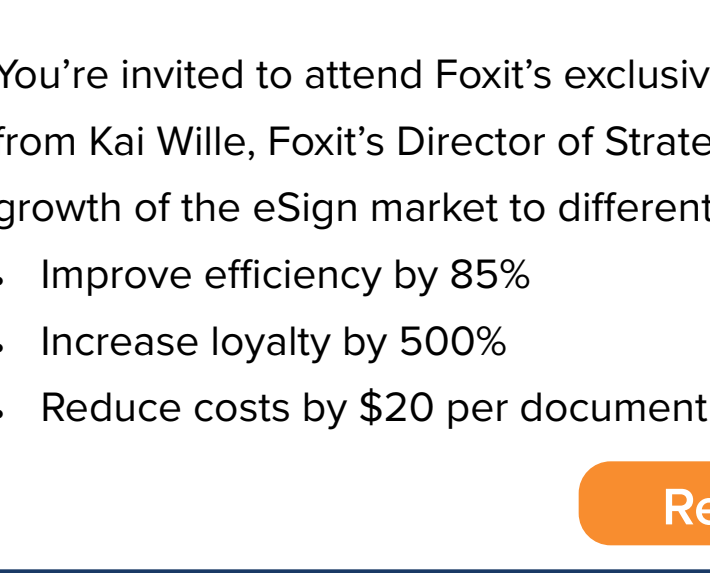 You're invited to attend Foxit's exclusiv
from Kai Wille, Foxit's Director of Strate
growth of the eSign market to different
• Improve efficiency by 85%
• Increase loyalty by 500%
• Reduce costs by $20 per document
Re